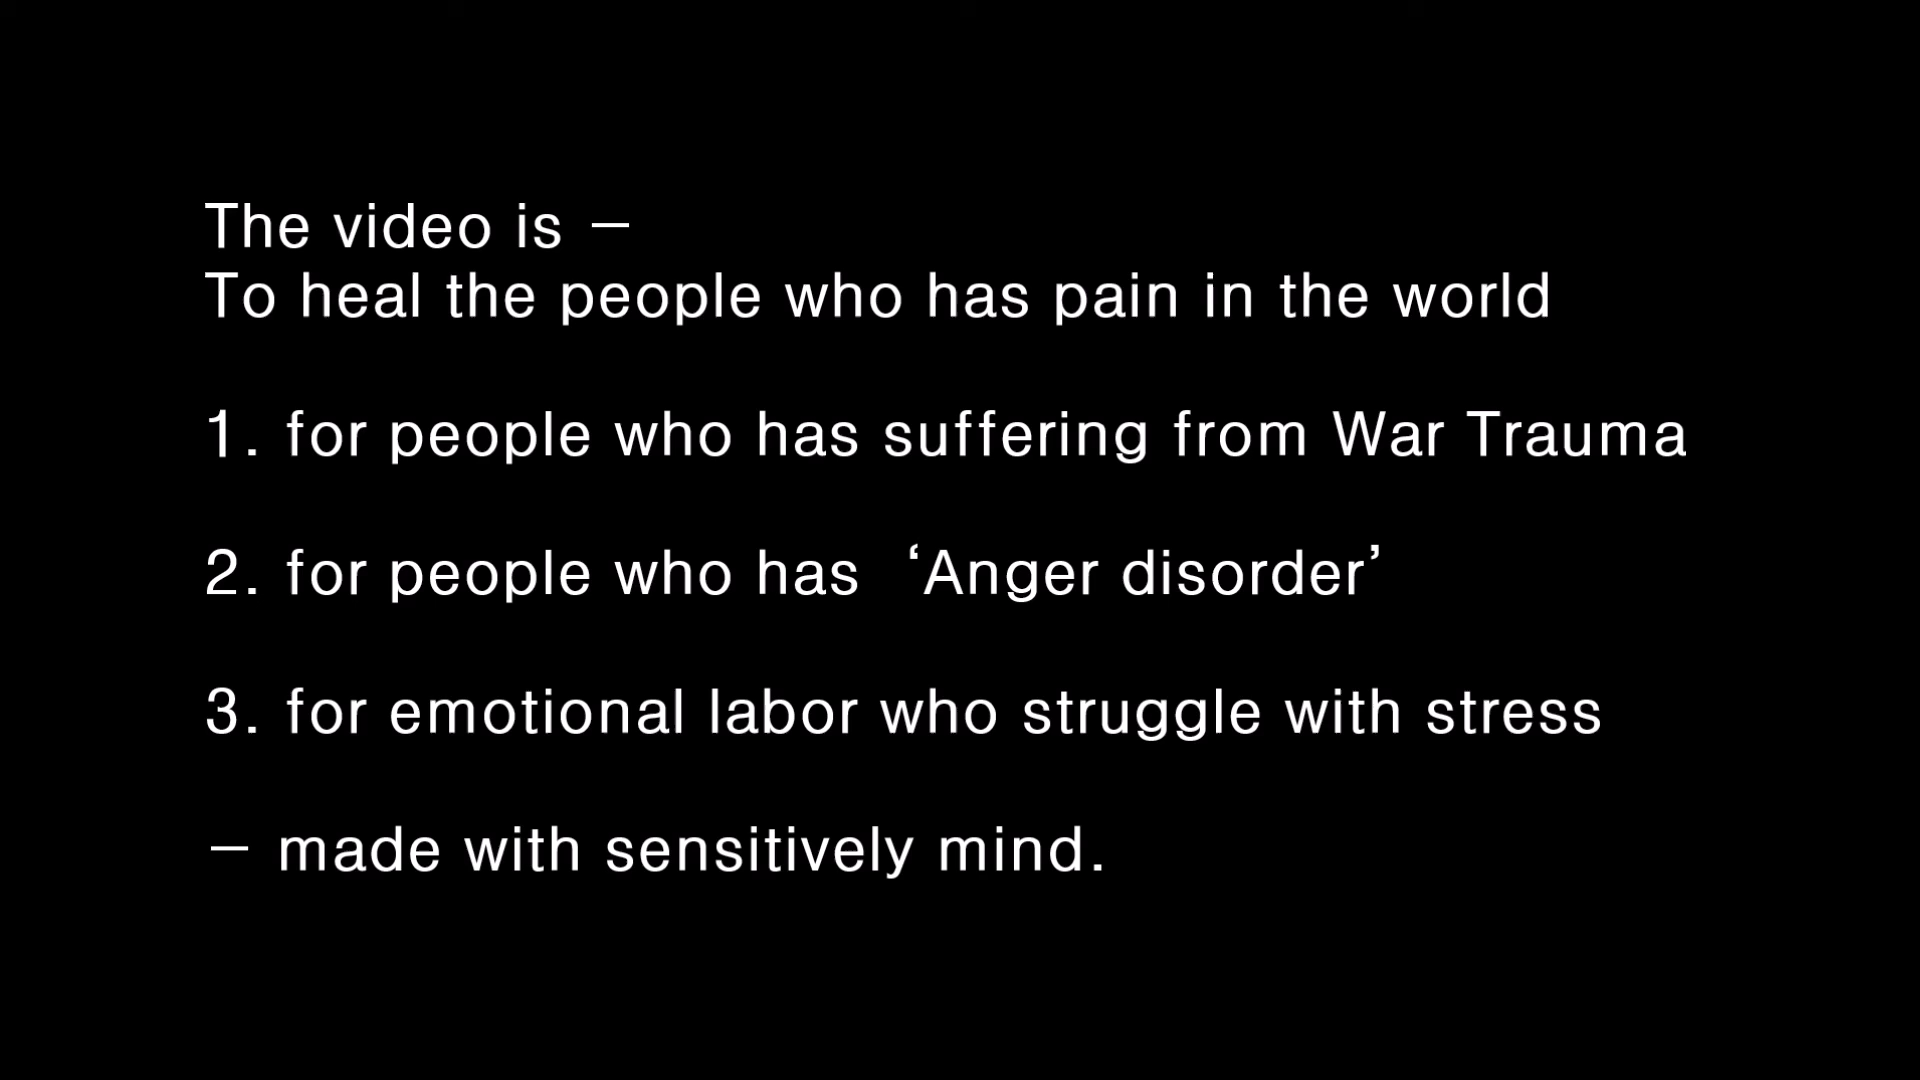 The video is –
To heal the people who has pain in the world
1. for people who has suffering from War Trauma
2. for people who has ‘Anger disorder’
3. for emotional labor who struggle with stress
– made with sensitively mind.